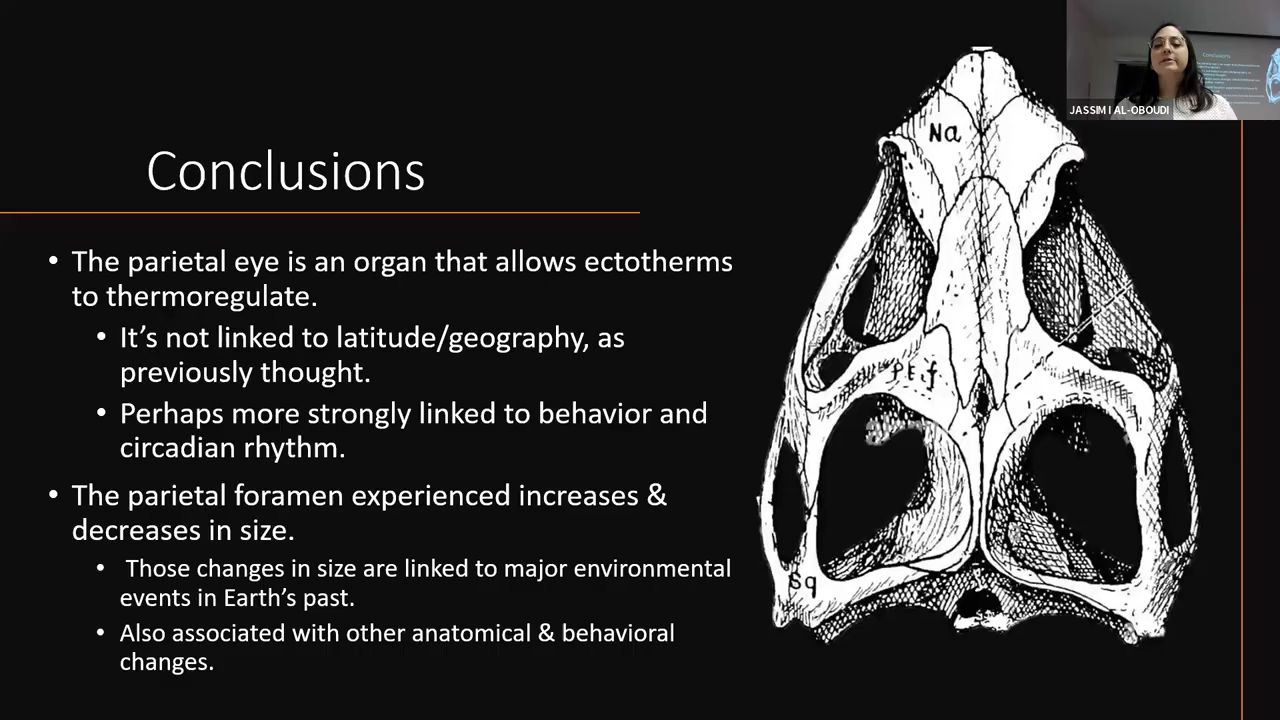 JASSIM I AL-OBOUDI
Conclusions
• The parietal eye is an organ that allows ectotherms
to thermoregulate.
• It’s not linked to latitude/geography, as
previously thought.
• Perhaps more strongly linked to behavior and
circadian rhythm.
• The parietal foramen experienced increases &
decreases in size.
• Those changes in size are linked to major environmental
events in Earth’s past.
• Also associated with other anatomical & behavioral
changes.
Na
Pt.f
Sq
Conclusions